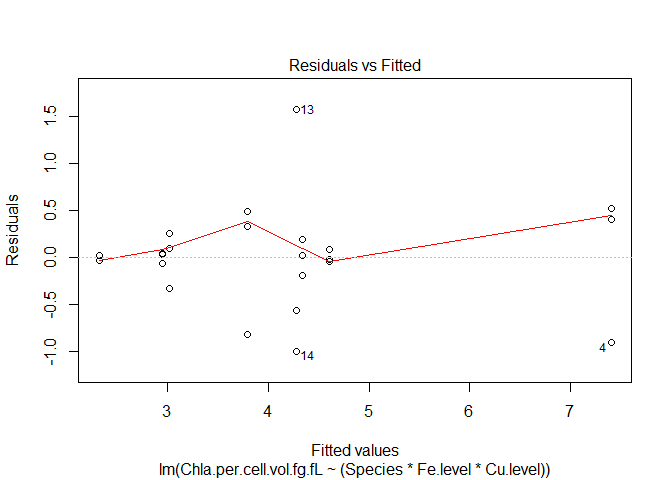 Residuals vs Fitted
Residuals
1.5
1.0
0.5
0.0
-0.5
-1.0
13
14
4
3 4 5 6 7
Fitted values
lm(Chla.per.cell.vol.fg.fL ~ (Species * Fe.level * Cu.level))